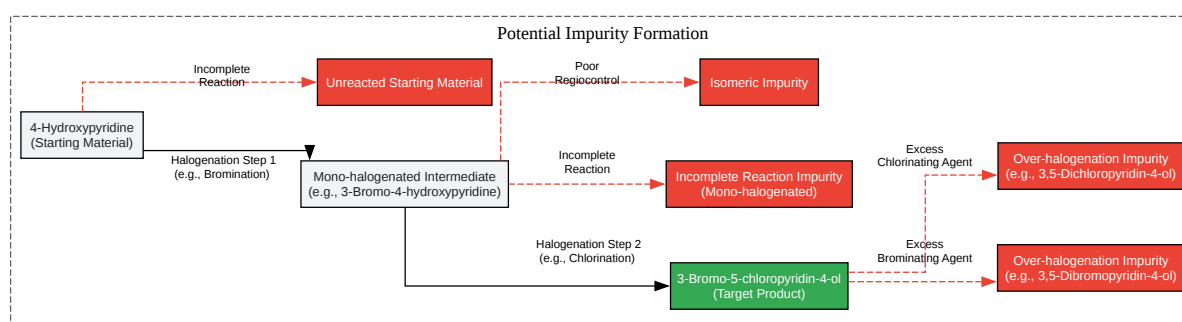 Potential Impurity Formation
Incomplete
Reaction
Unreacted Starting Material
Poor
Regiocontrol
Isomeric Impurity
4-Hydroxypyridine
(Starting Material)
Halogenation Step 1
(e.g., Bromination)
Mono-halogenated Intermediate
(e.g., 3-Bromo-4-hydroxypyridine)
Incomplete
Reaction
Incomplete Reaction Impurity
(Mono-halogenated)
Excess
Chlorinating Agent
Over-halogenation Impurity
(e.g., 3,5-Dichloropyridin-4-ol)
Halogenation Step 2
(e.g., Chlorination)
3-Bromo-5-chloropyridin-4-ol
(Target Product)
Excess
Brominating Agent
Over-halogenation Impurity
(e.g., 3,5-Dibromopyridin-4-ol)